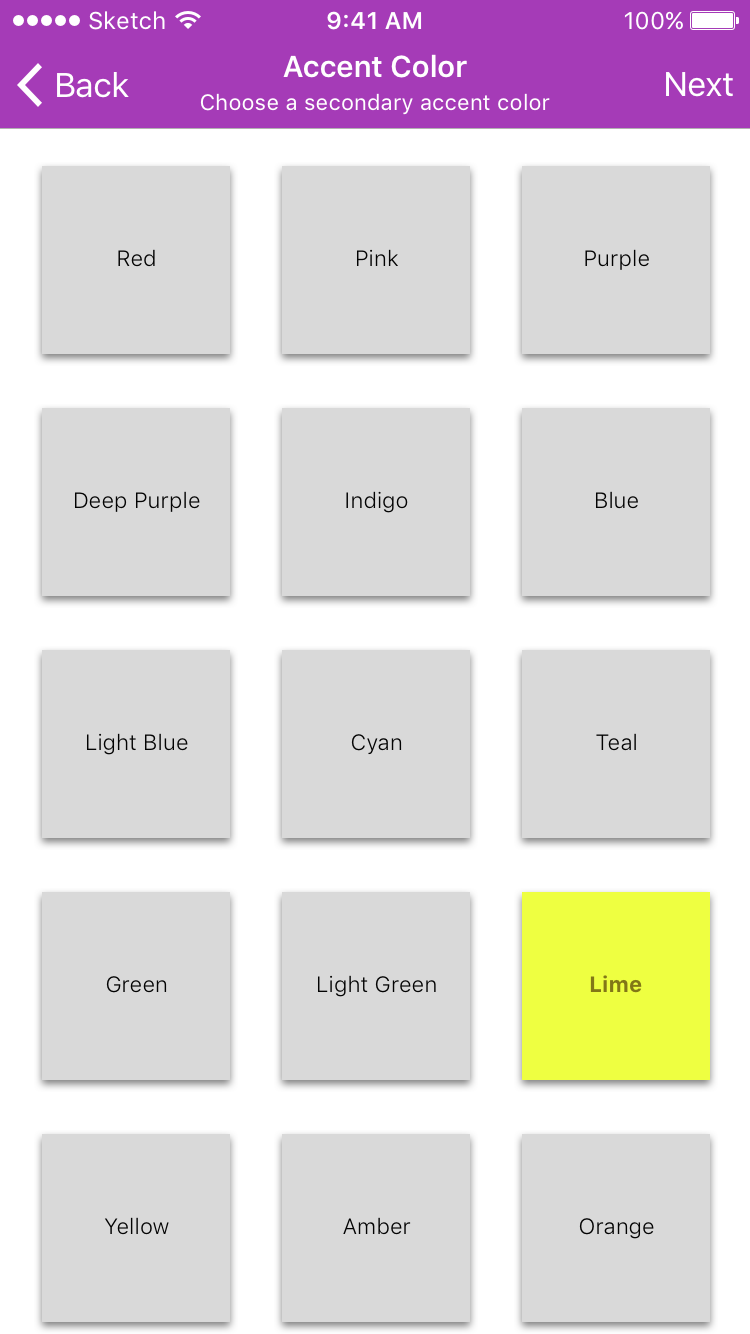 Sketch 9:41 AM 100%
Back Accent Color Next
Choose a secondary accent color
Red Pink Purple
Deep Purple Indigo Blue
Light Blue Cyan Teal
Green Light Green Lime
Yellow Amber Orange